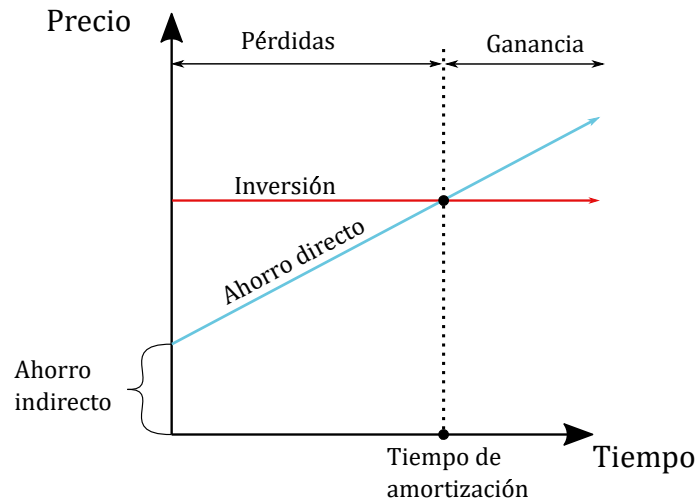 Precio
Pérdidas
Ganancia
Inversión
Ahorro directo
Ahorro
indirecto
Tiempo de
amortización
Tiempo